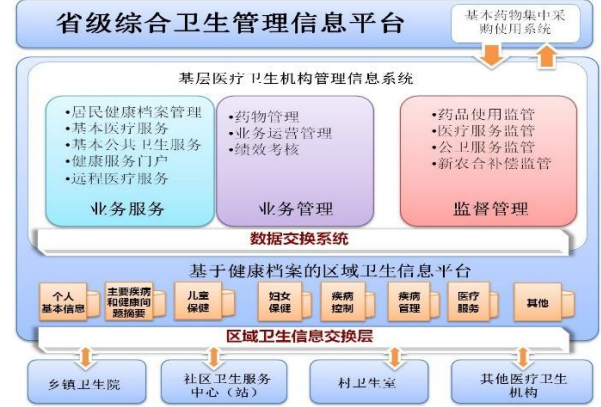 省级综合卫生管理信息平台
基本药物集中采
购使用系统
基层医疗卫生机构管理信息系统
•居民健康档案管理
•基本医疗服务
•基本公共卫生服务
•健康服务门户
•远程医疗服务
业务服务
•药物管理
•业务运营管理
•绩效考核
业务管理
•药品使用监管
•医疗服务监管
•公卫服务监管
•新农合补偿监管
监督管理
数据交换系统
基于健康档案的区域卫生信息平台
个人
基本信息
主要疾病
和健康问
题摘要
儿童
保健
妇女
保健
疾病
控制
疾病
管理
医疗
服务
其他
区域卫生信息交换层
乡镇卫生院
社区卫生服务
中心（站）
村卫生室
其他医疗卫生
机构